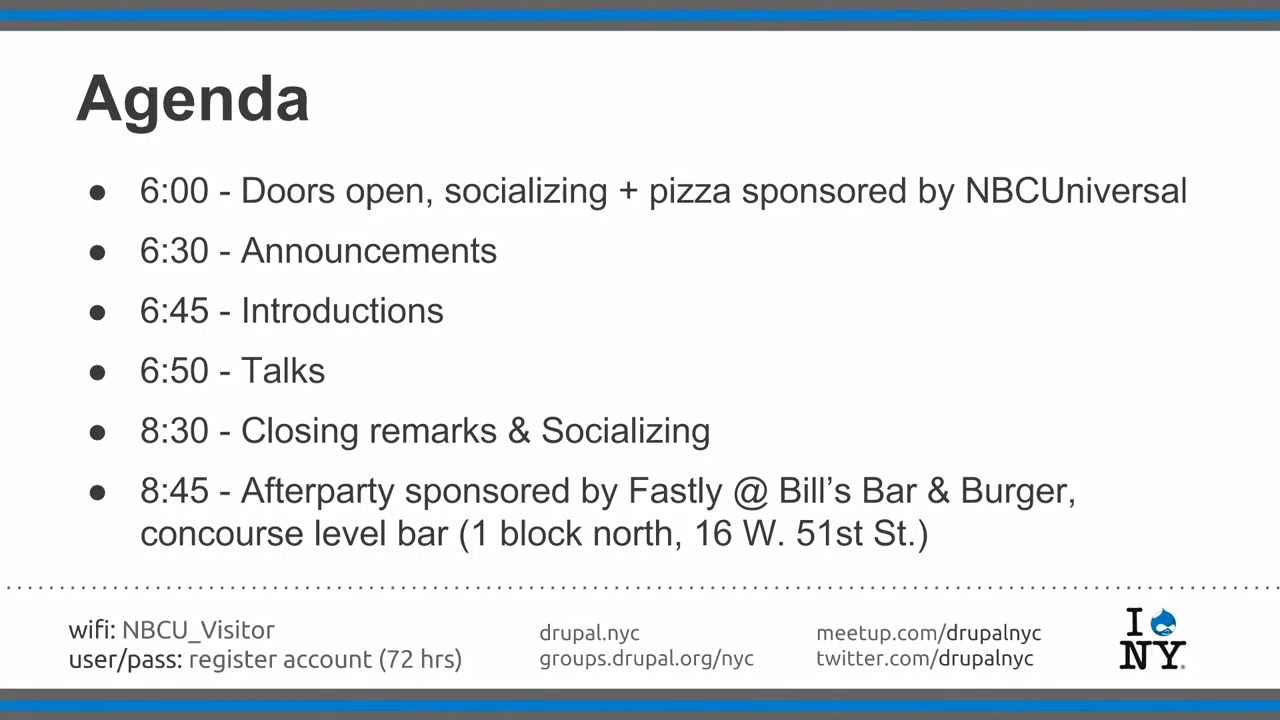 Agenda
● 6:00 - Doors open, socializing + pizza sponsored by NBCUniversal
● 6:30 - Announcements
● 6:45 - Introductions
● 6:50 - Talks
● 8:30 - Closing remarks & Socializing
● 8:45 - Afterparty sponsored by Fastly @ Bill’s Bar & Burger,
concourse level bar (1 block north, 16 W. 51st St.)
wifi: NBCU_Visitor
user/pass: register account (72 hrs)
drupal.nyc
groups.drupal.org/nyc
meetup.com/drupalnyc
twitter.com/drupalnyc
I
NY®